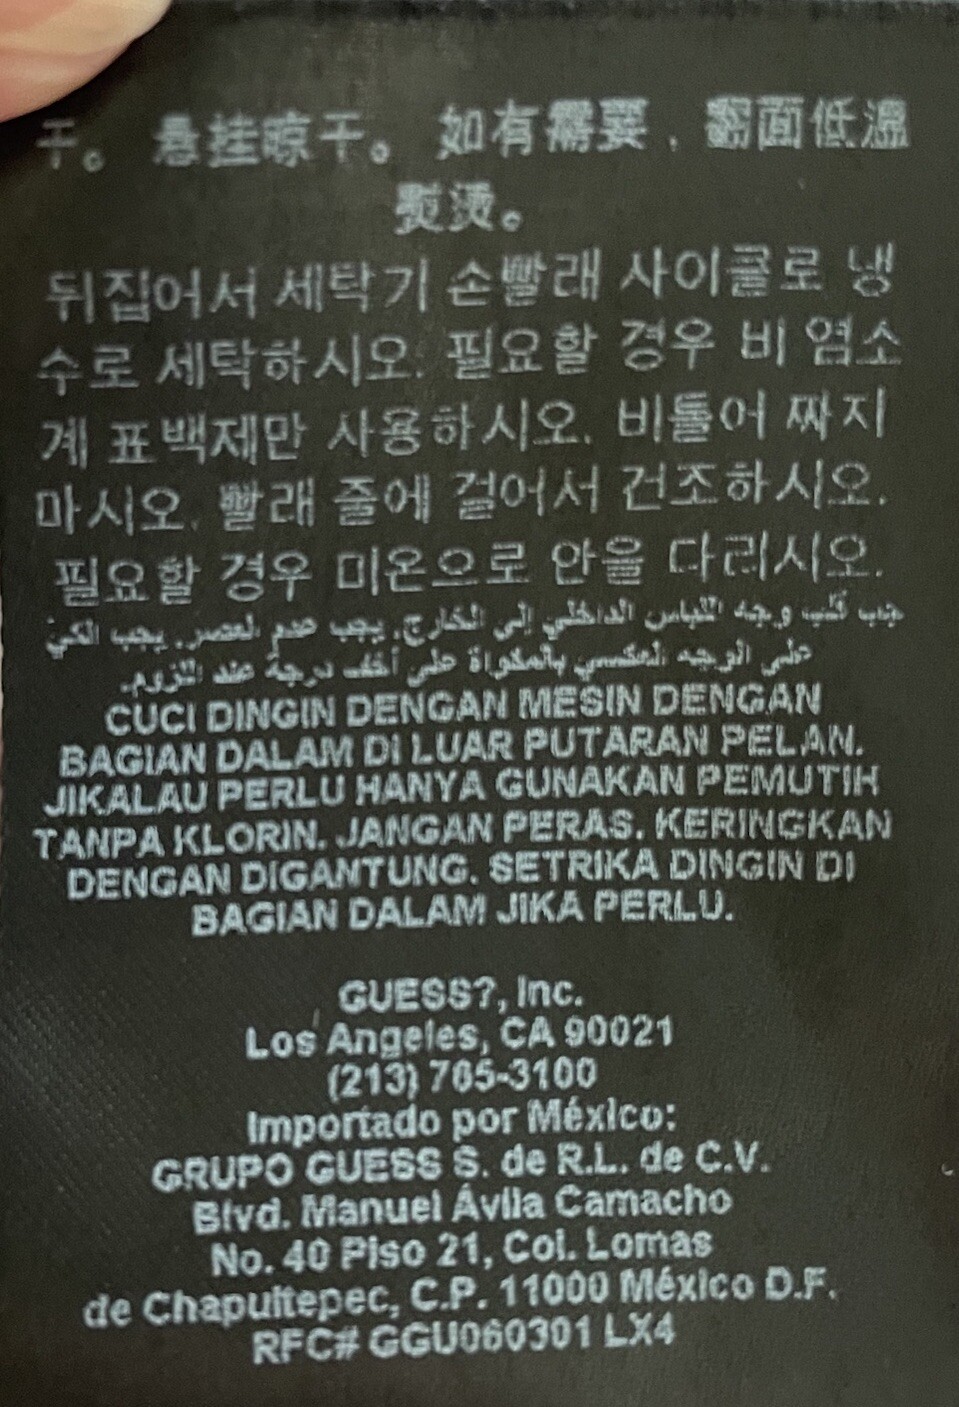 干。 悬挂晾干。 如有需要，翻面低温
熨烫。
뒤집어서 세탁기 손빨래 사이클로 냉
수로 세탁하시오. 필요할 경우 비 염소
계 표백제만 사용하시오. 비틀어 짜지
마시오. 빨래 줄에 걸어서 건조하시오.
필요할 경우 미온으로 안을 다리시오.
يجب قلب وجه اللباس الداخلي إلى الخارج. يجب عدم العصر. يجب الكيّ
على الوجه العكسي بالمكواة على أخف درجة عند اللزوم.
CUCI DINGIN DENGAN MESIN DENGAN
BAGIAN DALAM DI LUAR PUTARAN PELAN.
JIKALAU PERLU HANYA GUNAKAN PEMUTIH
TANPA KLORIN. JANGAN PERAS. KERINGKAN
DENGAN DIGANTUNG. SETRIKA DINGIN DI
BAGIAN DALAM JIKA PERLU.
GUESS?, Inc.
Los Angeles, CA 90021
(213) 765-3100
Importado por México:
GRUPO GUESS S. de R.L. de C.V.
Blvd. Manuel Ávila Camacho
No. 40 Piso 21, Col. Lomas
de Chapultepec, C.P. 11000 México D.F.
RFC# GGU060301 LX4